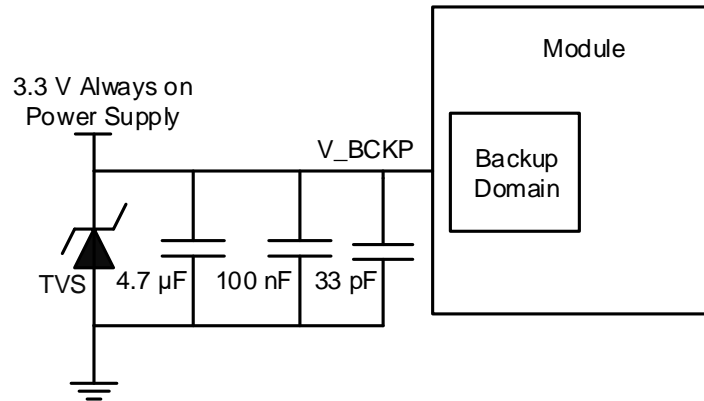 Module
3.3 V Always on
Power Supply
V_BCKP
Backup
Domain
TVS
4.7 µF
100 nF
33 pF